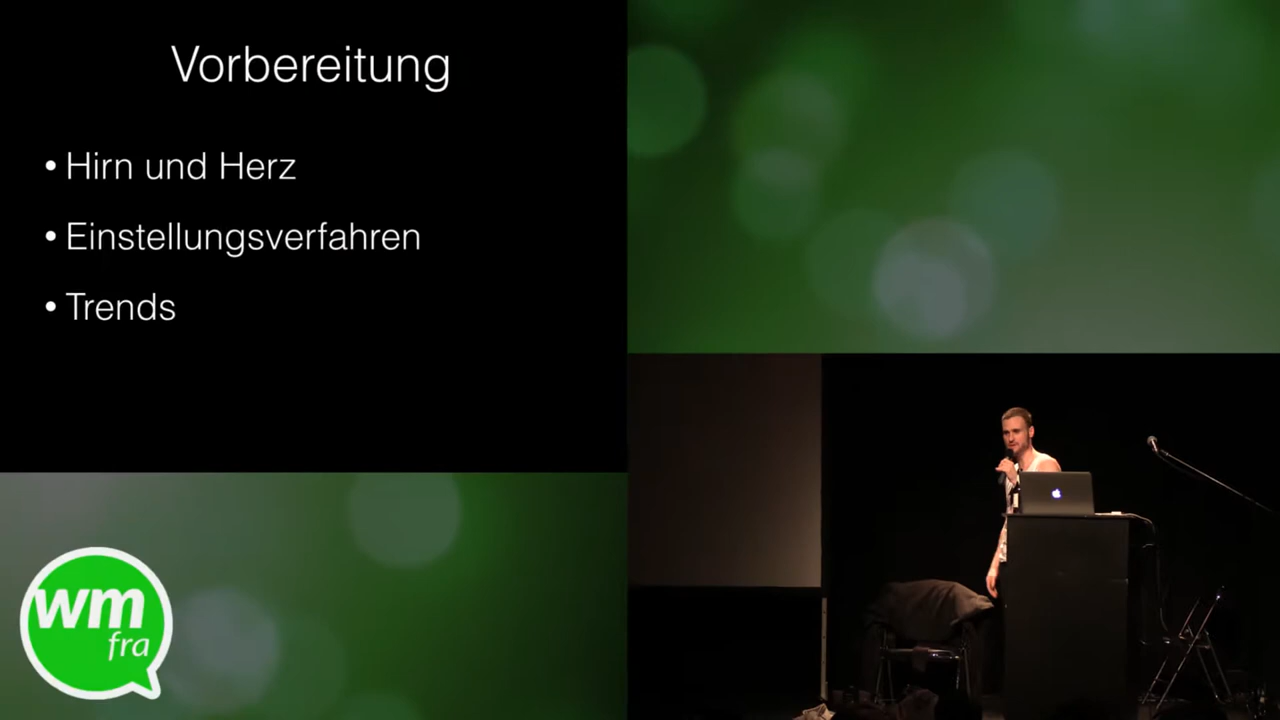 Vorbereitung
• Hirn und Herz
• Einstellungsverfahren
• Trends
wm
fra